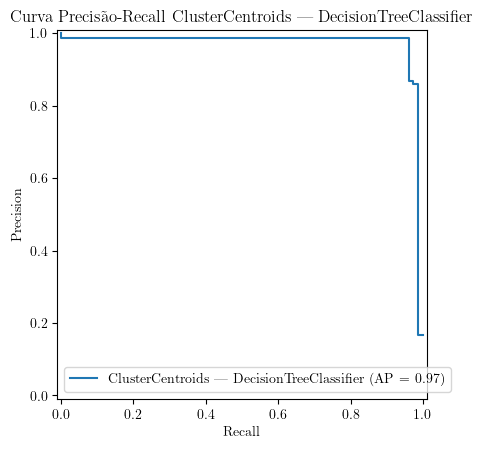 Curva Precisão-Recall ClusterCentroids — DecisionTreeClassifier
1.0
0.8
0.6
0.4
0.2
0.0
Precision
ClusterCentroids — DecisionTreeClassifier (AP = 0.97)
0.0 0.2 0.4 0.6 0.8 1.0
Recall